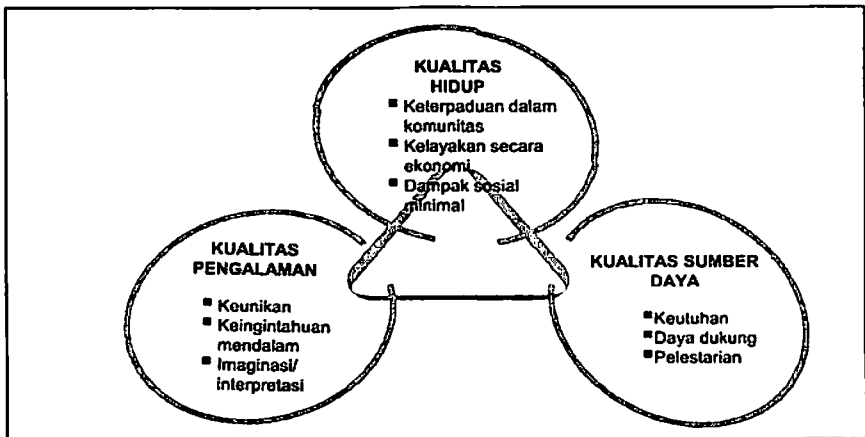 KUALITAS
HIDUP
▪ Keterpaduan dalam
komunitas
▪ Kelayakan secara
ekonomi
▪ Dampak sosial
minimal
KUALITAS
PENGALAMAN
▪ Keunikan
▪ Keingintahuan
mendalam
▪ Imaginasi/
interpretasi
KUALITAS SUMBER
DAYA
▪Keutuhan
▪Daya dukung
▪Pelestarian